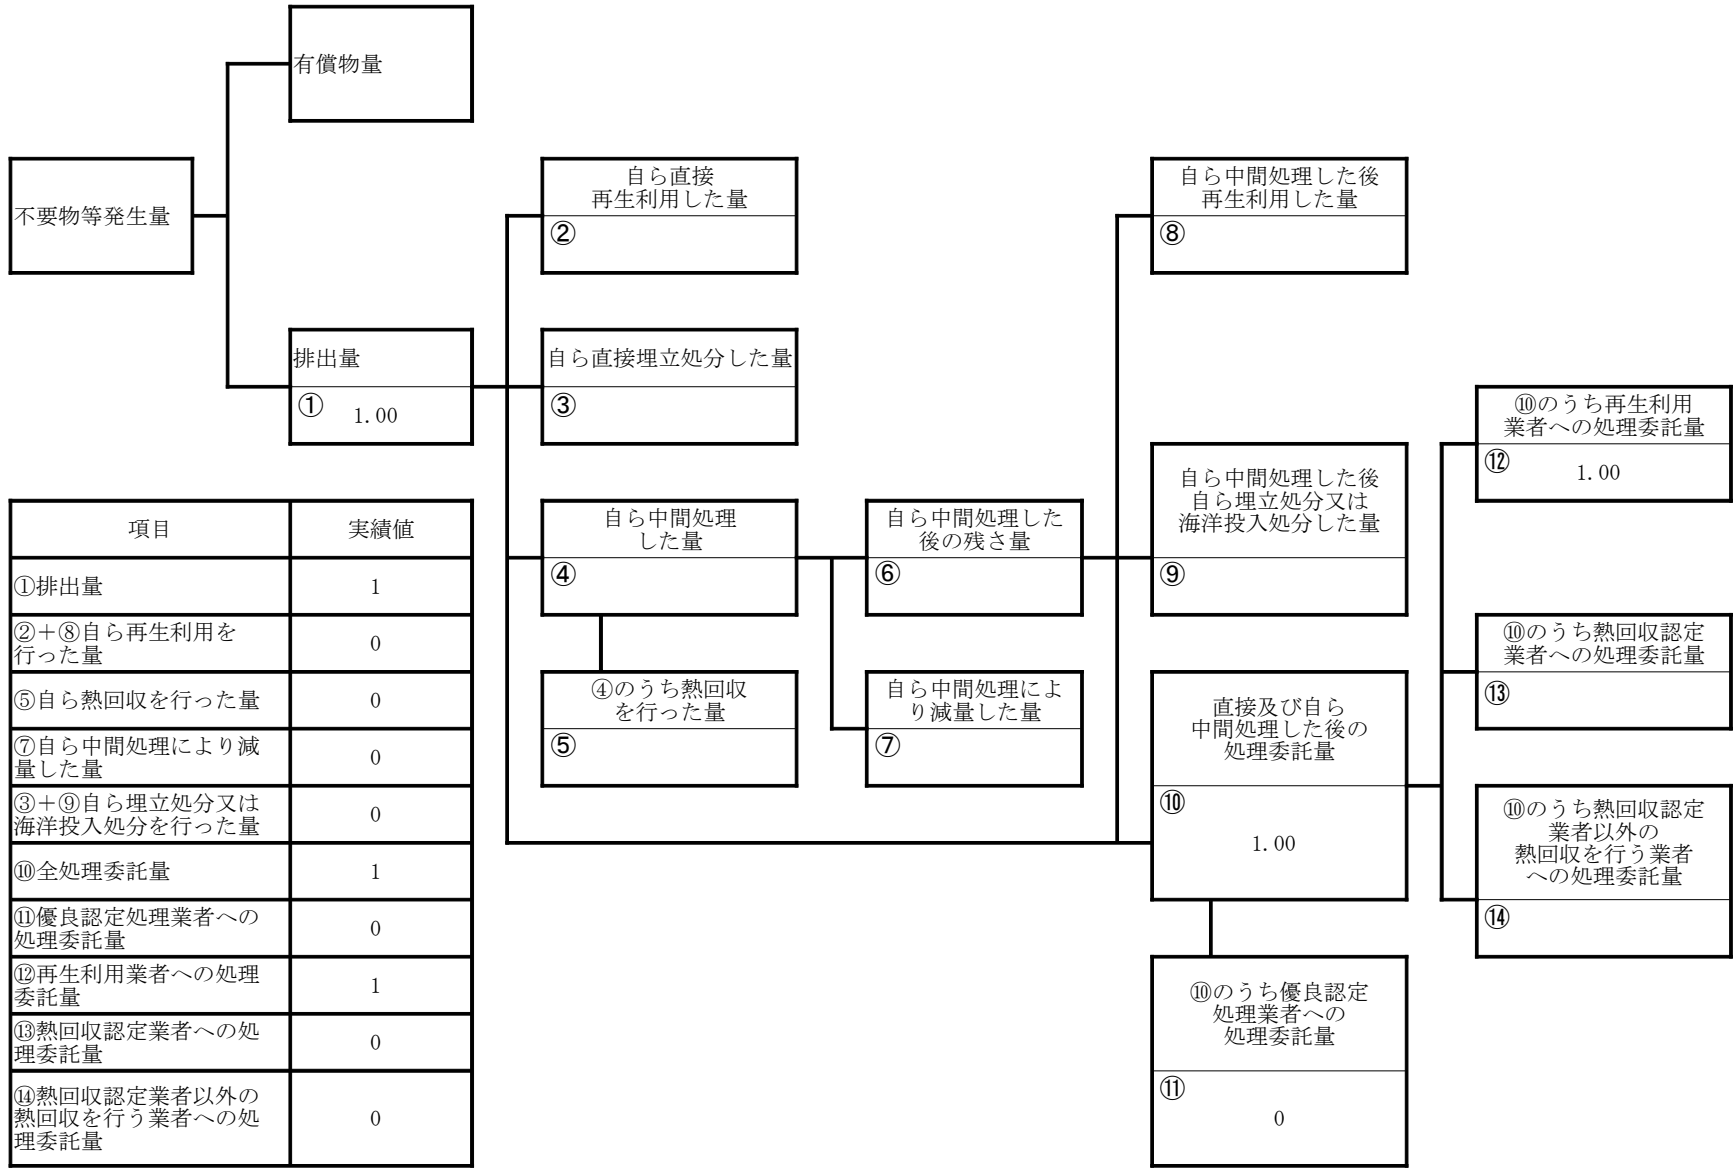 有償物量
不要物等発生量
自ら直接
再生利用した量
②
自ら中間処理した後
再生利用した量
⑧
排出量
①
1.00
自ら直接埋立処分した量
③
⑩のうち再生利用
業者への処理委託量
⑫
1.00
自ら中間処理した後
自ら埋立処分又は
海洋投入処分した量
⑨
自ら中間処理
した量
④
自ら中間処理した
後の残さ量
⑥
④のうち熱回収
を行った量
⑤
自ら中間処理によ
り減量した量
⑦
直接及び自ら
中間処理した後の
処理委託量
⑩
1.00
⑩のうち熱回収認定
業者への処理委託量
⑬
⑩のうち熱回収認定
業者以外の
熱回収を行う業者
への処理委託量
⑭
⑩のうち優良認定
処理業者への
処理委託量
⑪
0
項目 実績値
①排出量 1
②＋⑧自ら再生利用を
行った量 0
⑤自ら熱回収を行った量 0
⑦自ら中間処理により減
量した量 0
③＋⑨自ら埋立処分又は
海洋投入処分を行った量 0
⑩全処理委託量 1
⑪優良認定処理業者への
処理委託量 0
⑫再生利用業者への処理
委託量 1
⑬熱回収認定業者への処
理委託量 0
⑭熱回収認定業者以外の
熱回収を行う業者への処
理委託量 0